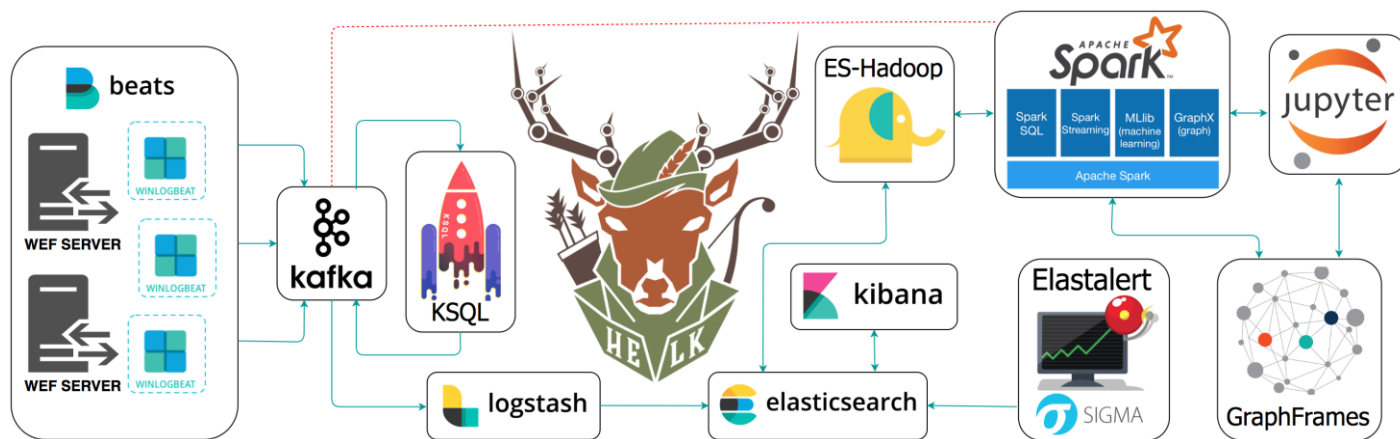 beats
WINLOGBEAT
WEF SERVER
WINLOGBEAT
WEF SERVER
WINLOGBEAT
kafka
KSQL
KSQL
HE LK
logstash
elasticsearch
kibana
ES-Hadoop
APACHE
Spark™
Spark
SQL
Spark
Streaming
MLlib
(machine
learning)
GraphX
(graph)
Apache Spark
jupyter
Elastalert
SIGMA
GraphFrames